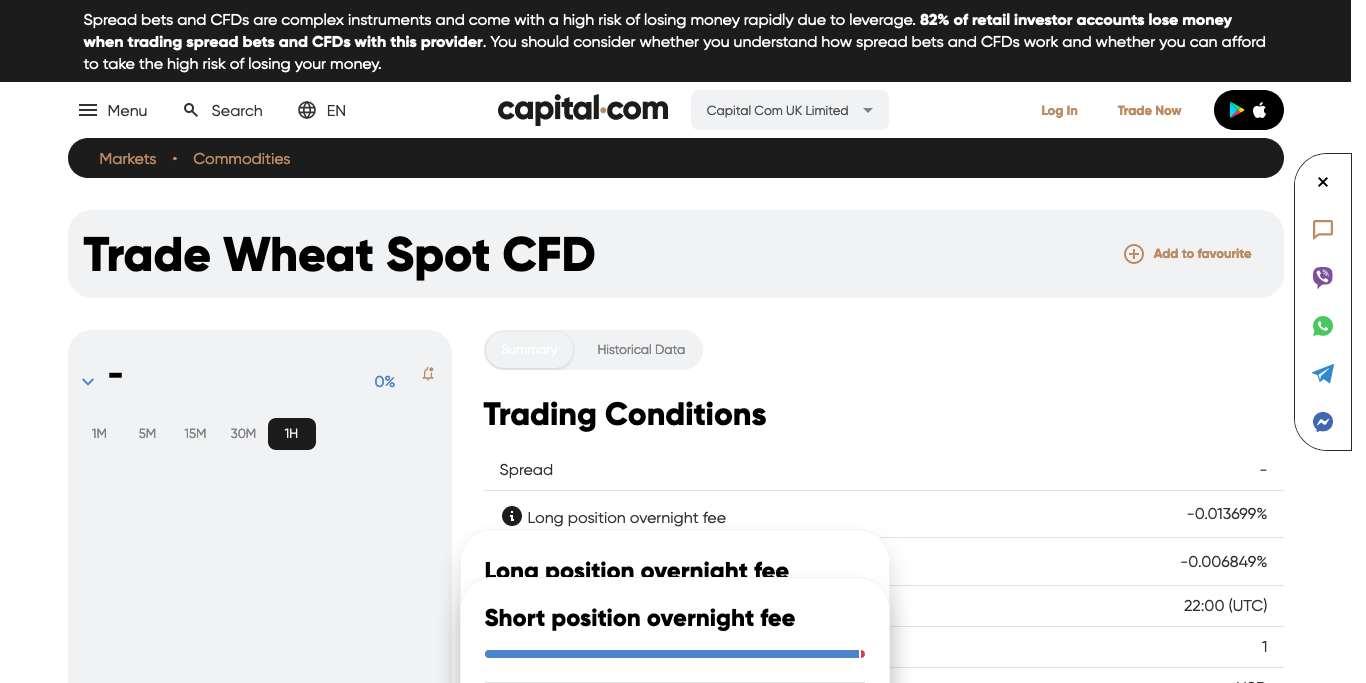 Spread bets and CFDs are complex instruments and come with a high risk of losing money rapidly due to leverage. 82% of retail investor accounts lose money
when trading spread bets and CFDs with this provider. You should consider whether you understand how spread bets and CFDs work and whether you can afford
to take the high risk of losing your money.
Menu Search EN capital.com Capital Com UK Limited Log In Trade Now
Markets • Commodities
Trade Wheat Spot CFD Add to favourite
Summary Historical Data
- 0%
1M 5M 15M 30M 1H
Trading Conditions
Spread -
Long position overnight fee -0.013699%
Long position overnight fee
-0.006849%
Short position overnight fee
22:00 (UTC)
1
USD